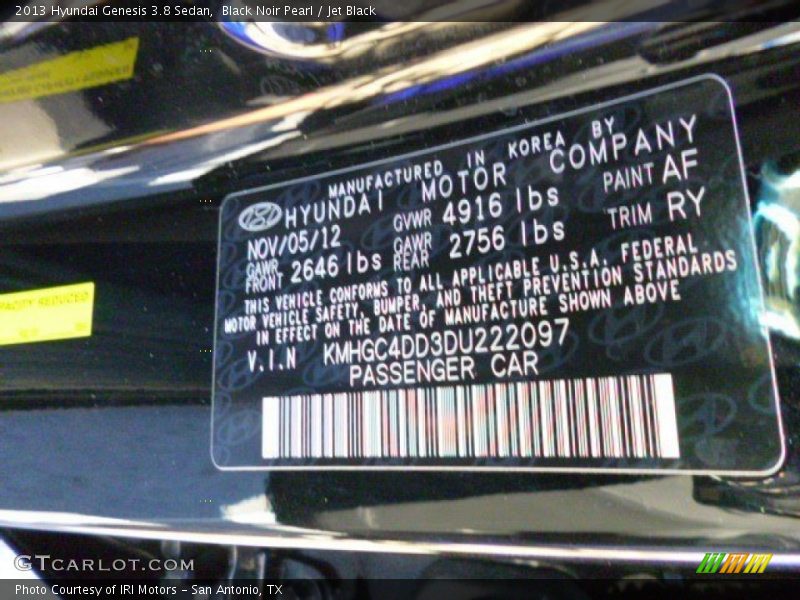 2013 Hyundai Genesis 3.8 Sedan, Black Noir Pearl / Jet Black
MANUFACTURED IN KOREA BY
HYUNDAI MOTOR COMPANY
NOV/05/12 GVWR 4916 lbs PAINT AF
GAWR FRONT 2646 lbs GAWR REAR 2756 lbs TRIM RY
THIS VEHICLE CONFORMS TO ALL APPLICABLE U.S.A. FEDERAL
MOTOR VEHICLE SAFETY, BUMPER, AND THEFT PREVENTION STANDARDS
IN EFFECT ON THE DATE OF MANUFACTURE SHOWN ABOVE
V.I.N KMHGC4DD3DU222097
PASSENGER CAR
REDUCED
GTCARLOT.COM
Photo Courtesy of IRI Motors - San Antonio, TX